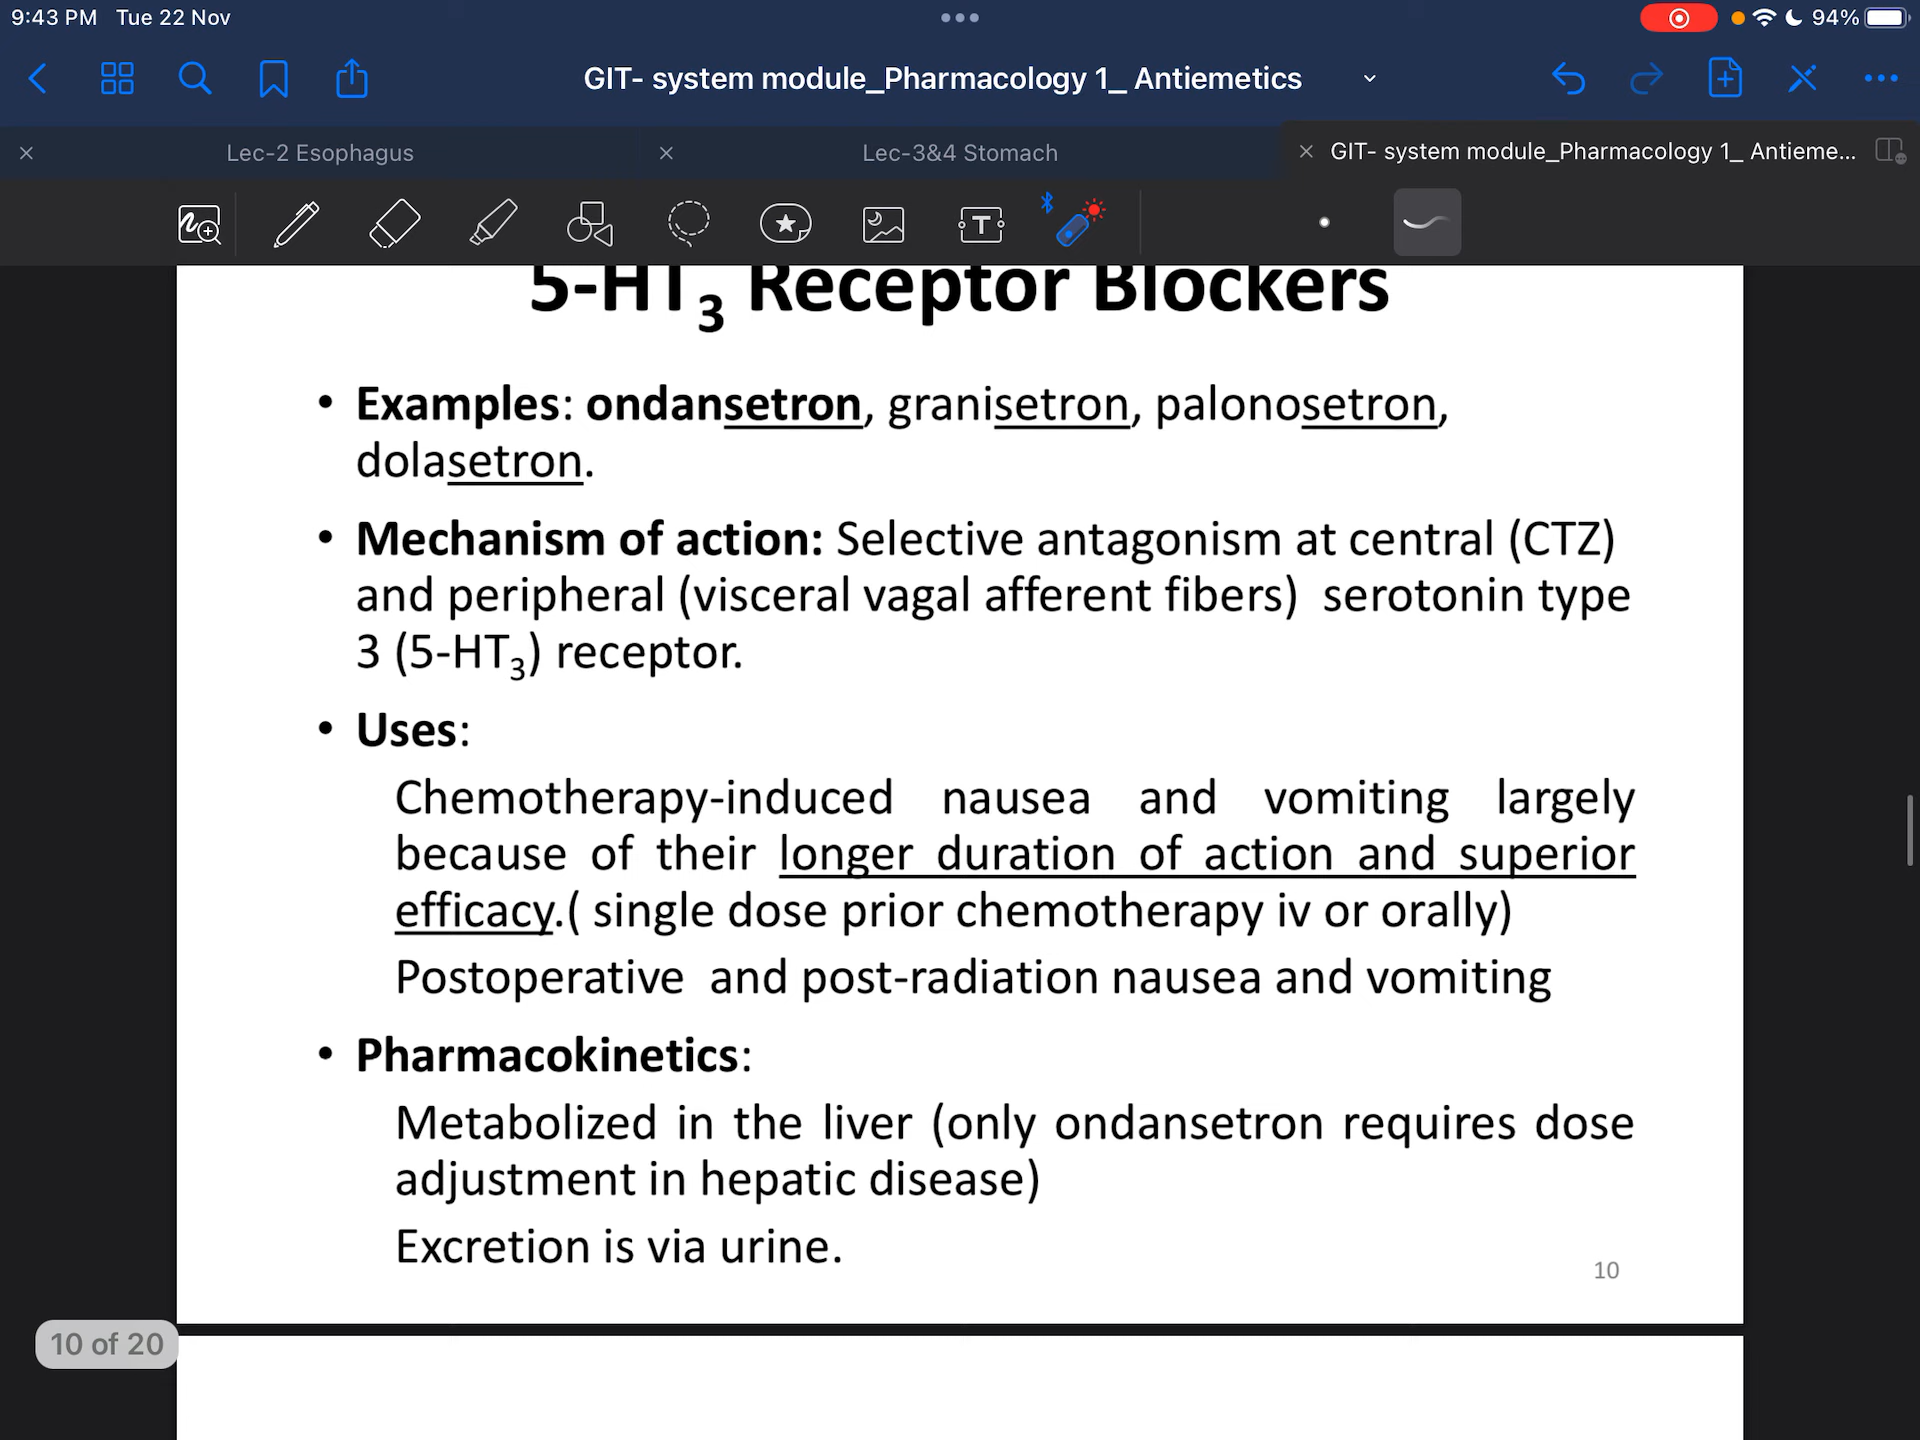 9:43 PM Tue 22 Nov
94%
GIT- system module_Pharmacology 1_ Antiemetics
Lec-2 Esophagus
Lec-3&4 Stomach
GIT- system module_Pharmacology 1_ Antieme...
5-HT₃ Receptor Blockers
• Examples: ondansetron, granisetron, palonosetron,
dolasetron.
• Mechanism of action: Selective antagonism at central (CTZ)
and peripheral (visceral vagal afferent fibers) serotonin type
3 (5-HT₃) receptor.
• Uses:
Chemotherapy-induced nausea and vomiting largely
because of their longer duration of action and superior
efficacy.( single dose prior chemotherapy iv or orally)
Postoperative and post-radiation nausea and vomiting
• Pharmacokinetics:
Metabolized in the liver (only ondansetron requires dose
adjustment in hepatic disease)
Excretion is via urine.
10
10 of 20